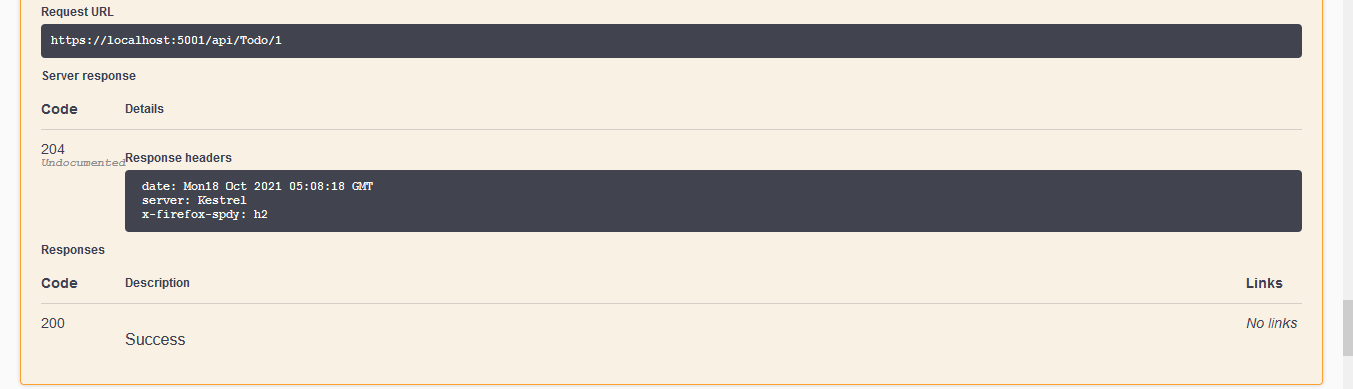 Request URL
https://localhost:5001/api/Todo/1
Server response
Code Details
204
Undocumented
Response headers
date: Mon18 Oct 2021 05:08:18 GMT
server: Kestrel
x-firefox-spdy: h2
Responses
Code Description Links
200 No links
Success